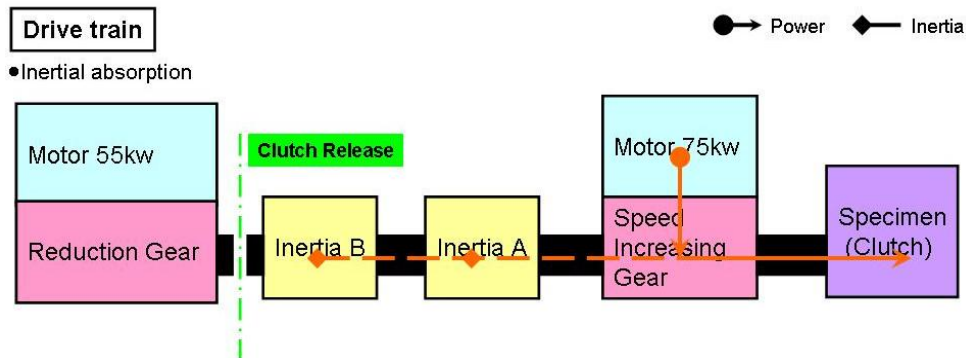 Drive train
Power
Inertia
●Inertial absorption
Motor 55kw
Clutch Release
Motor 75kw
Reduction Gear
Inertia B
Inertia A
Speed
Increasing
Gear
Specimen
(Clutch)